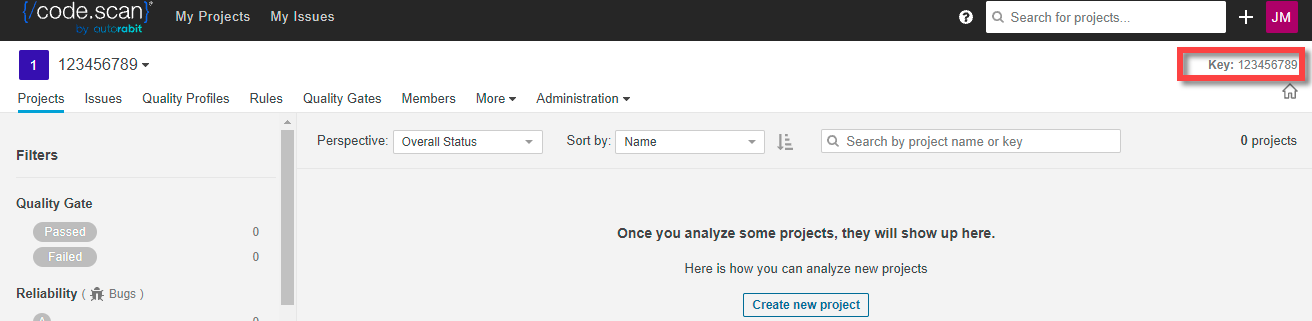 {/code.scan}
by autorabit
My Projects My Issues
? Search for projects... + JM
1 123456789
Key: 123456789
Projects Issues Quality Profiles Rules Quality Gates Members More Administration
Filters
Perspective: Overall Status Sort by: Name Search by project name or key 0 projects
Quality Gate
Passed 0
Failed 0
Reliability ( Bugs )
A 0
Once you analyze some projects, they will show up here.
Here is how you can analyze new projects
Create new project